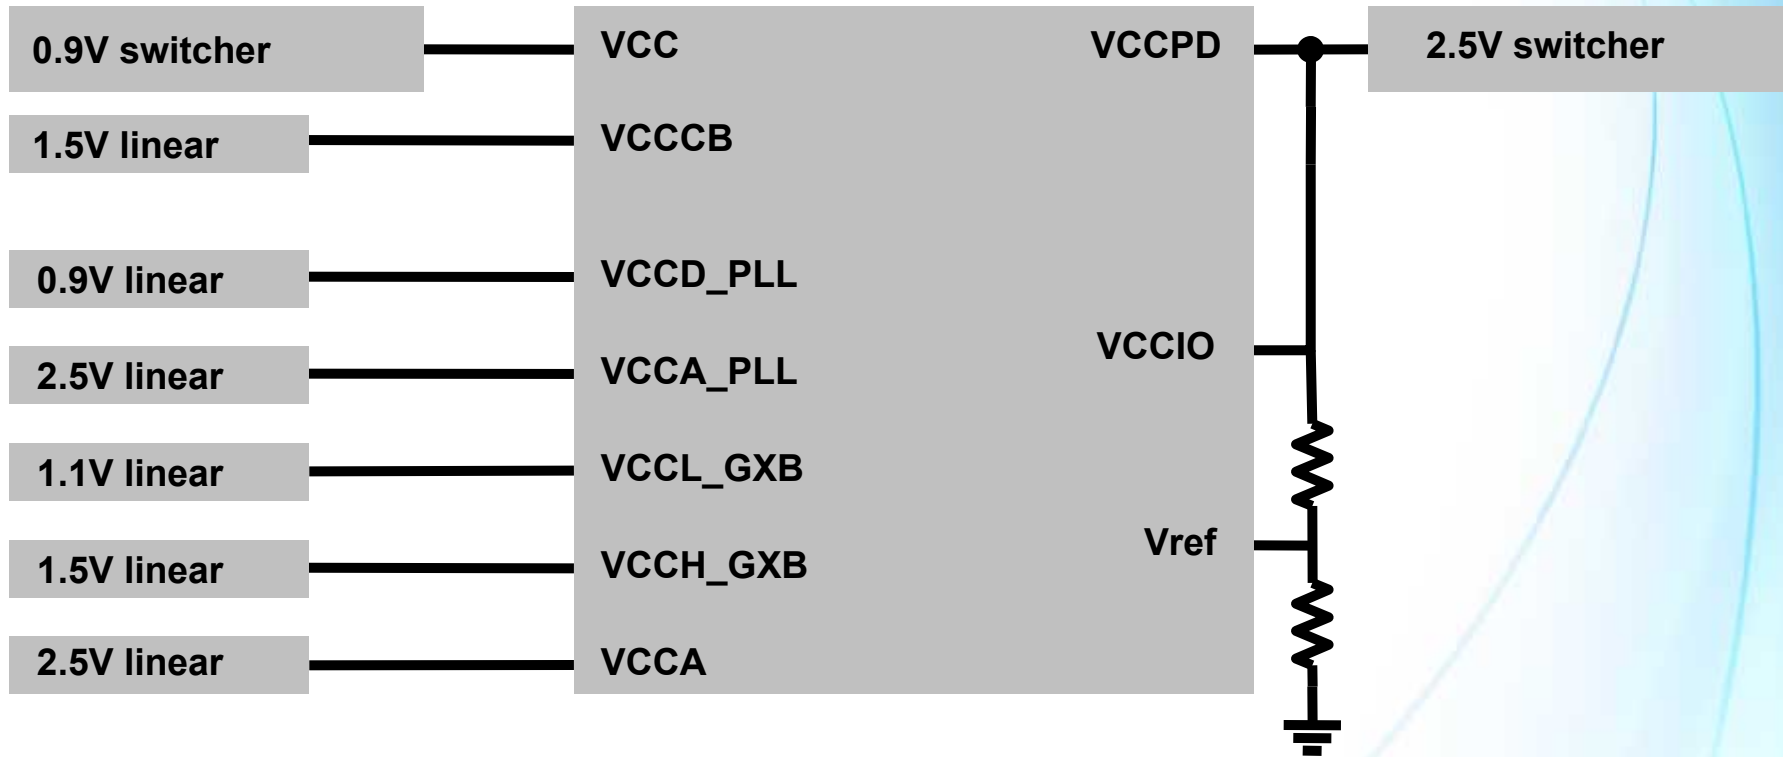 0.9V switcher
VCC
VCCPD
2.5V switcher
1.5V linear
VCCCB
0.9V linear
VCCD_PLL
2.5V linear
VCCA_PLL
VCCIO
1.1V linear
VCCL_GXB
Vref
1.5V linear
VCCH_GXB
2.5V linear
VCCA